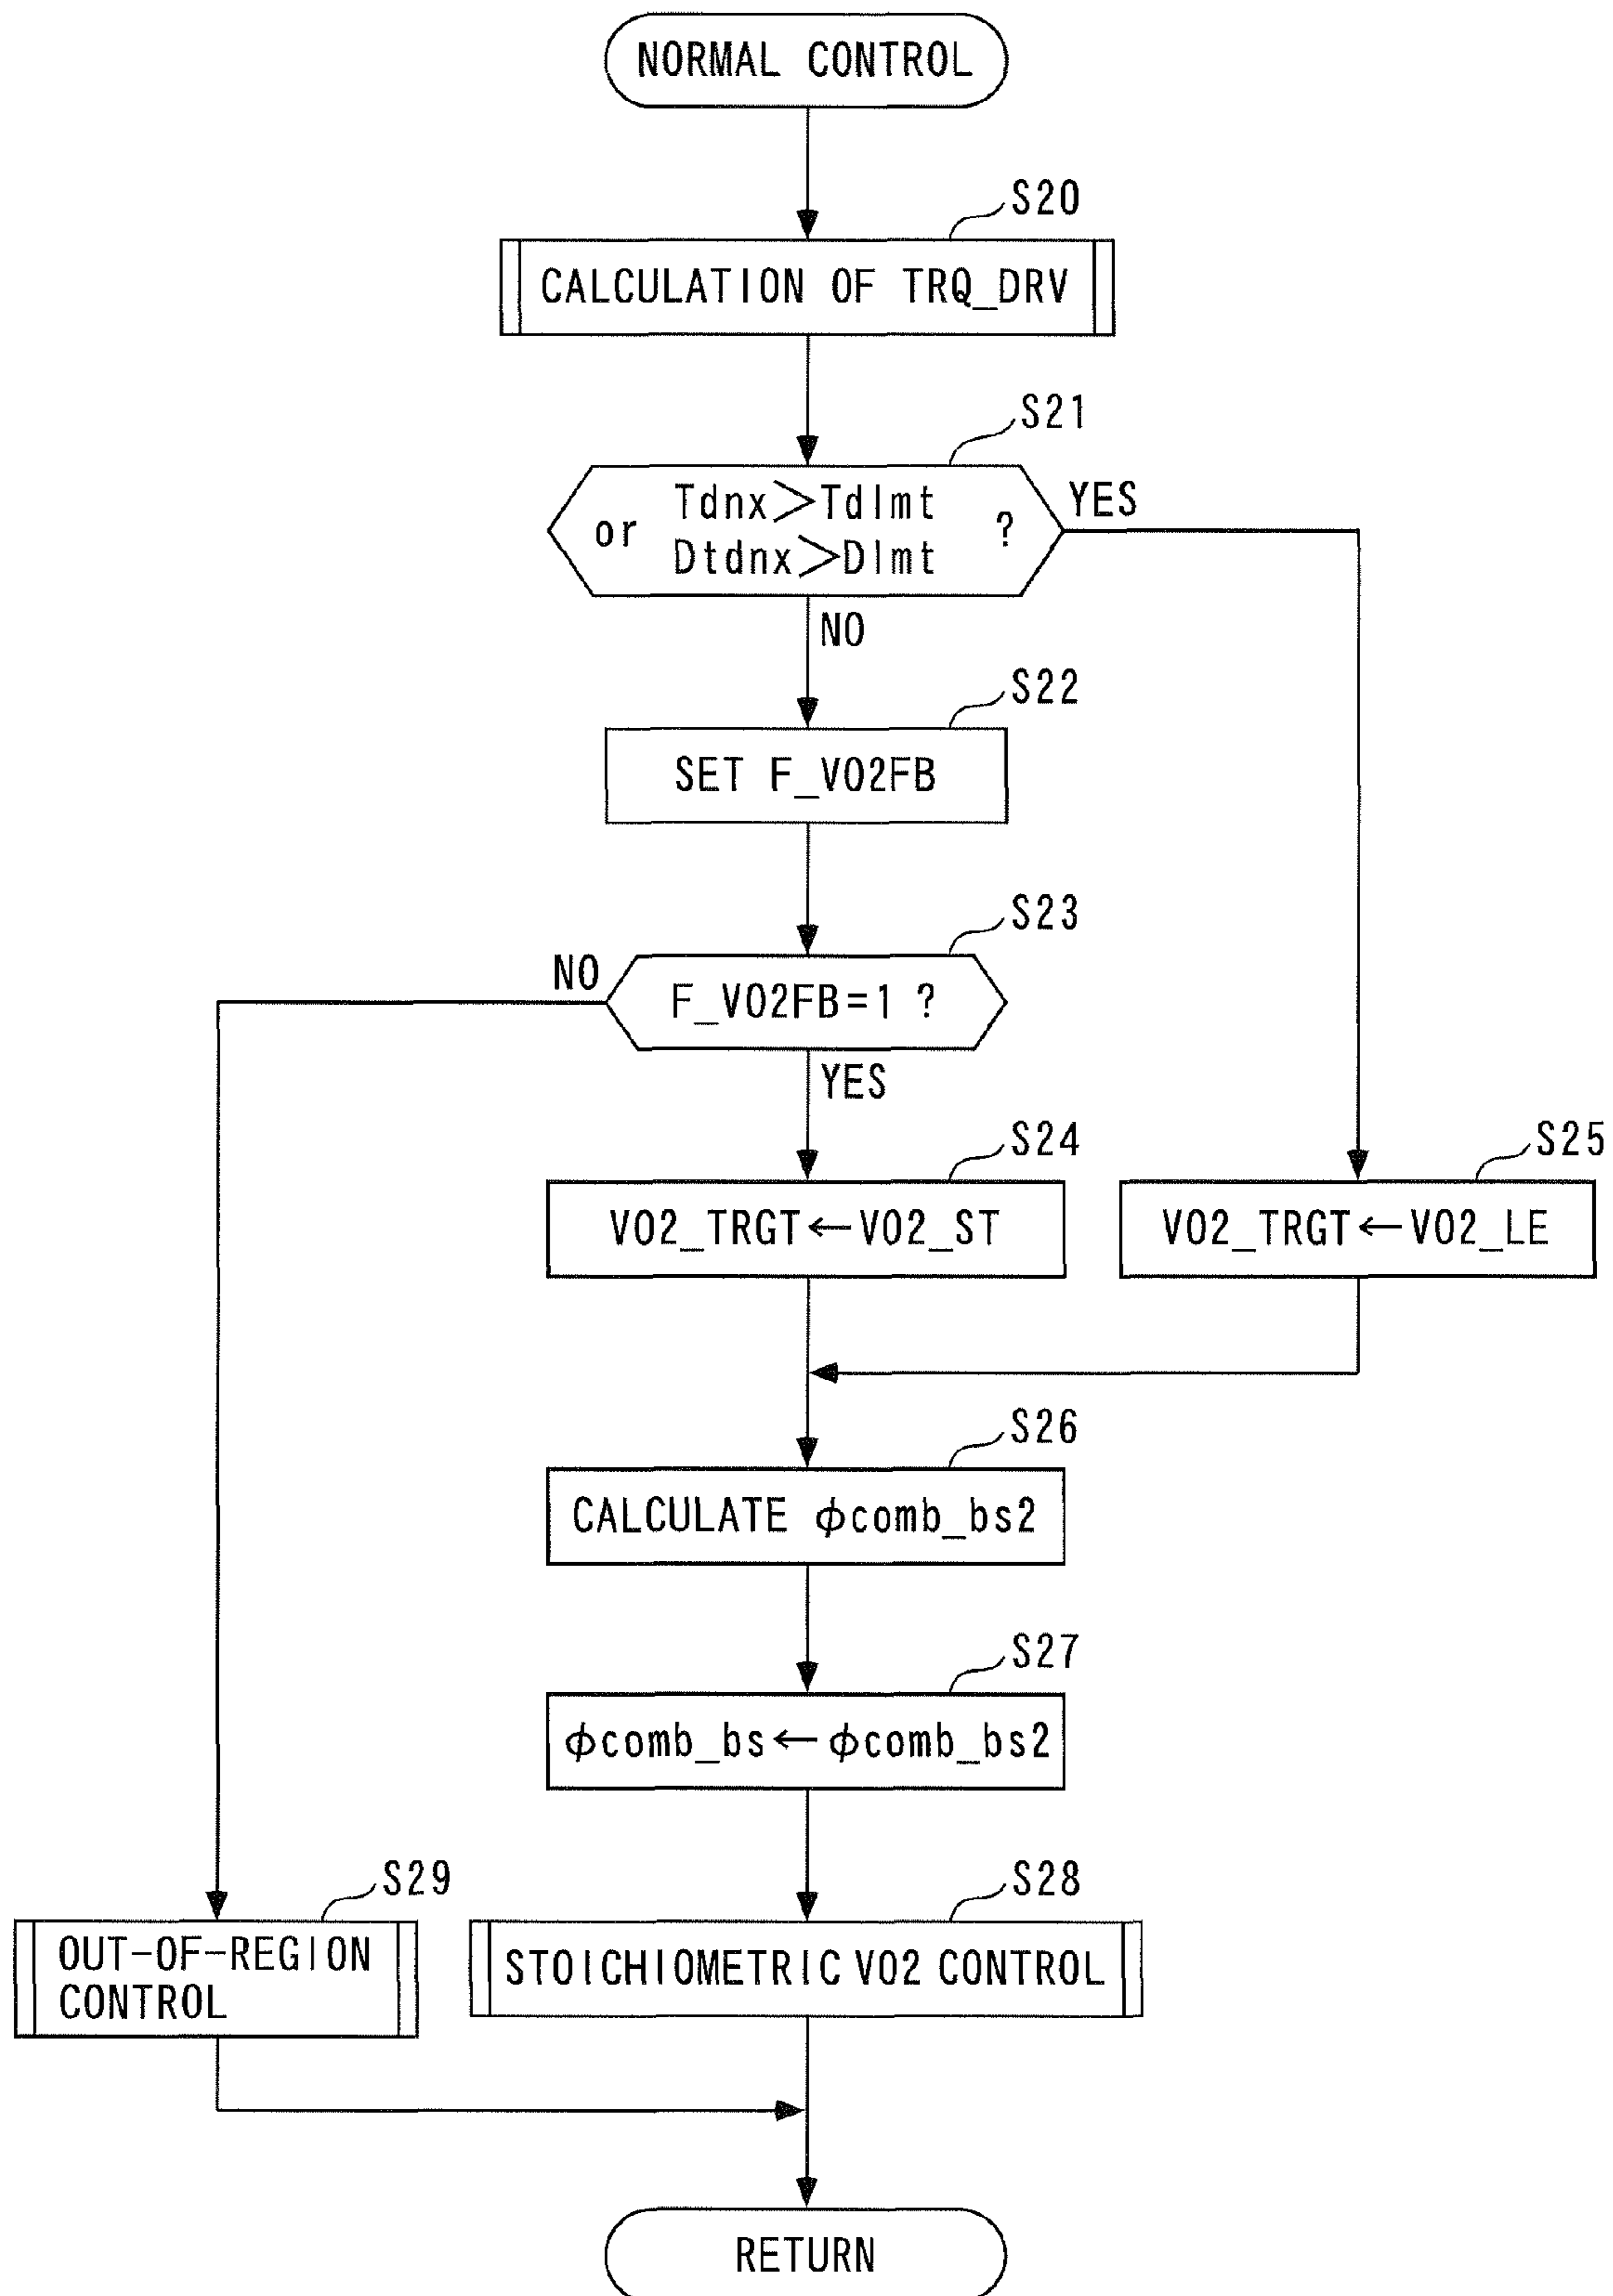 NORMAL CONTROL
S20
CALCULATION OF TRQ_DRV
S21
Tdnx>Tdlmt
or ?
Dtdnx>Dlmt
YES
NO
S22
SET F_VO2FB
S23
NO
F_VO2FB=1 ?
YES
S24
VO2_TRGT←VO2_ST
S25
VO2_TRGT←VO2_LE
S26
CALCULATE φcomb_bs2
S27
φcomb_bs←φcomb_bs2
S29
OUT-OF-REGION
CONTROL
S28
STOICHIOMETRIC VO2 CONTROL
RETURN